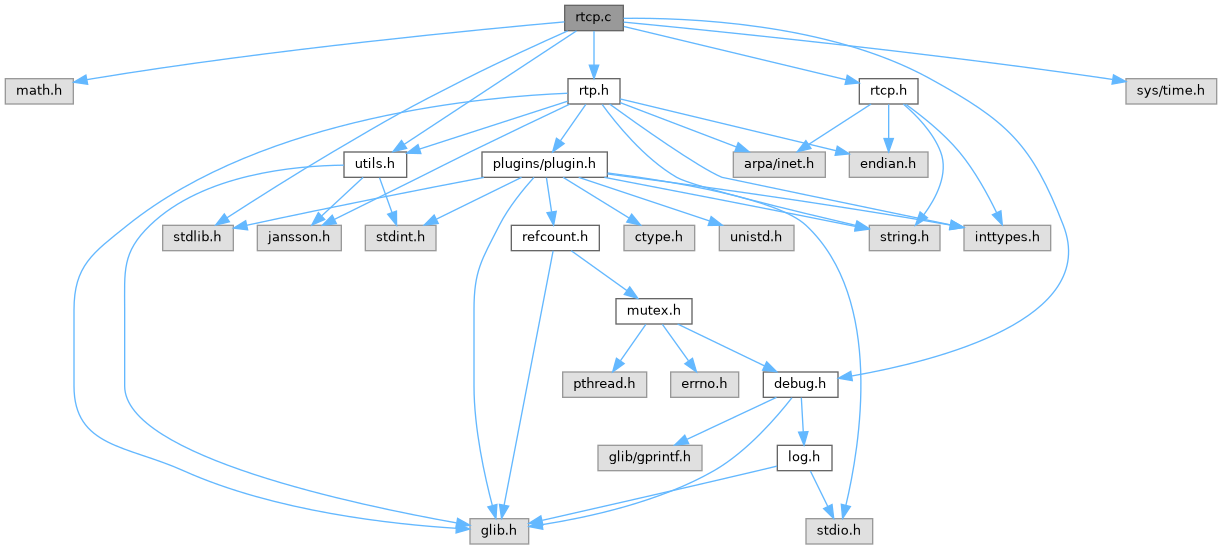 rtcp.c
math.h
rtp.h
rtcp.h
sys/time.h
utils.h
plugins/plugin.h
arpa/inet.h
endian.h
stdlib.h
jansson.h
stdint.h
refcount.h
ctype.h
unistd.h
string.h
inttypes.h
mutex.h
pthread.h
errno.h
debug.h
glib/gprintf.h
log.h
glib.h
stdio.h